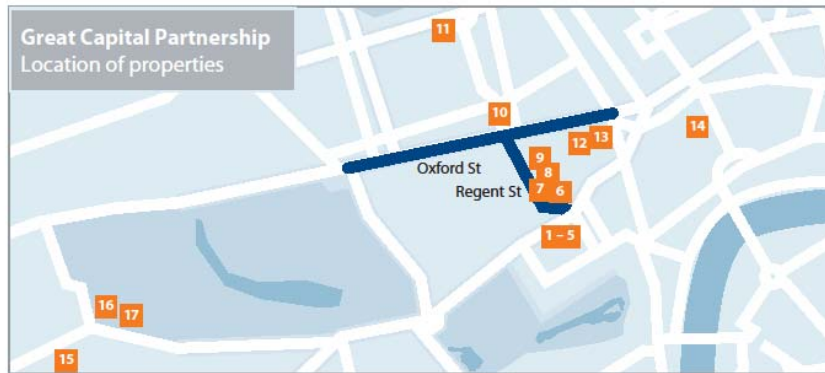 Great Capital Partnership
Location of properties
11
10
14
13
12
9
Oxford St
8
Regent St
7
6
1 – 5
16
17
15